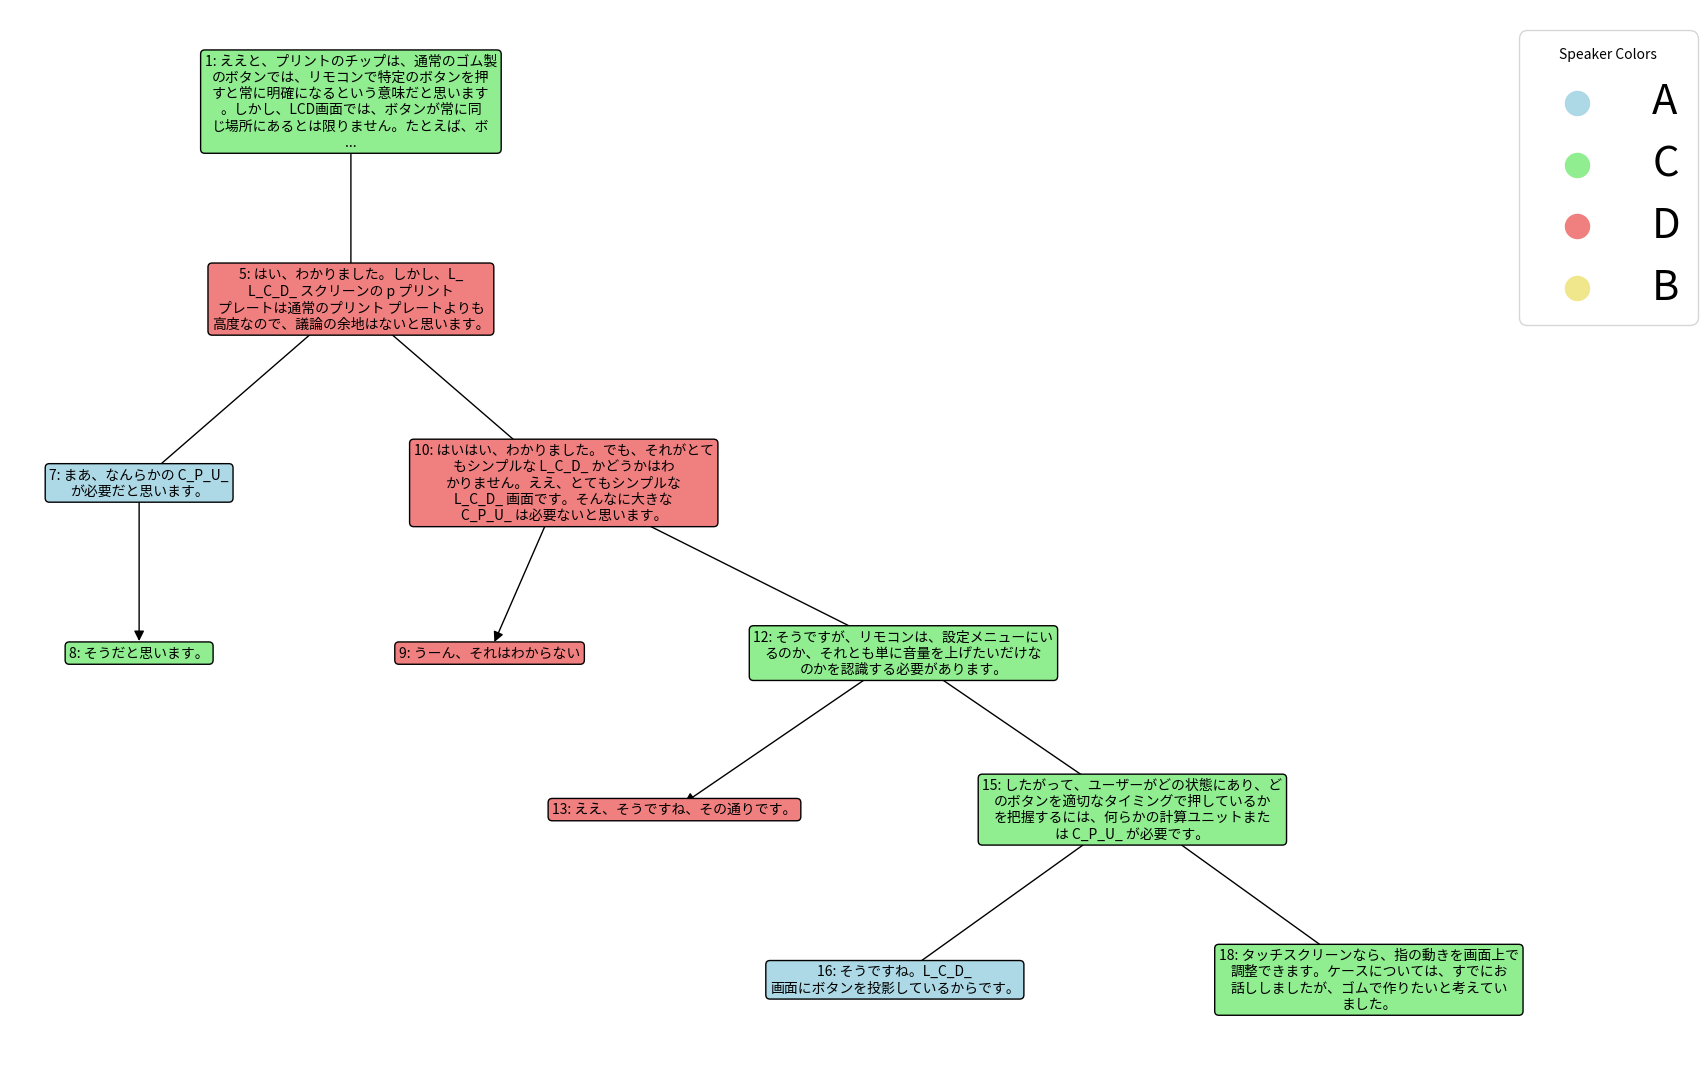 1: ええと、プリントのチップは、通常のゴム製
のボタンでは、リモコンで特定のボタンを押
すと常に明確になるという意味だと思います
。しかし、LCD画面では、ボタンが常に同
じ場所にあるとは限りません。たとえば、ボ
...
Speaker Colors
A
C
D
B
5: はい、わかりました。しかし、L_
L_C_D_ スクリーンの p プリント
プレートは通常のプリント プレートよりも
高度なので、議論の余地はないと思います。
7: まあ、なんらかの C_P_U_
が必要だと思います。
10: はいはい、わかりました。でも、それがとて
もシンプルな L_C_D_ かどうかはわ
かりません。ええ、とてもシンプルな
L_C_D_ 画面です。そんなに大きな
C_P_U_ は必要ないと思います。
8: そうだと思います。
9: うーん、それはわからない
12: そうですが、リモコンは、設定メニューにい
るのか、それとも単に音量を上げたいだけな
のかを認識する必要があります。
13: ええ、そうですね、その通りです。
15: したがって、ユーザーがどの状態にあり、ど
のボタンを適切なタイミングで押しているか
を把握するには、何らかの計算ユニットまた
は C_P_U_ が必要です。
16: そうですね。L_C_D_
画面にボタンを投影しているからです。
18: タッチスクリーンなら、指の動きを画面上で
調整できます。ケースについては、すでにお
話ししましたが、ゴムで作りたいと考えてい
ました。